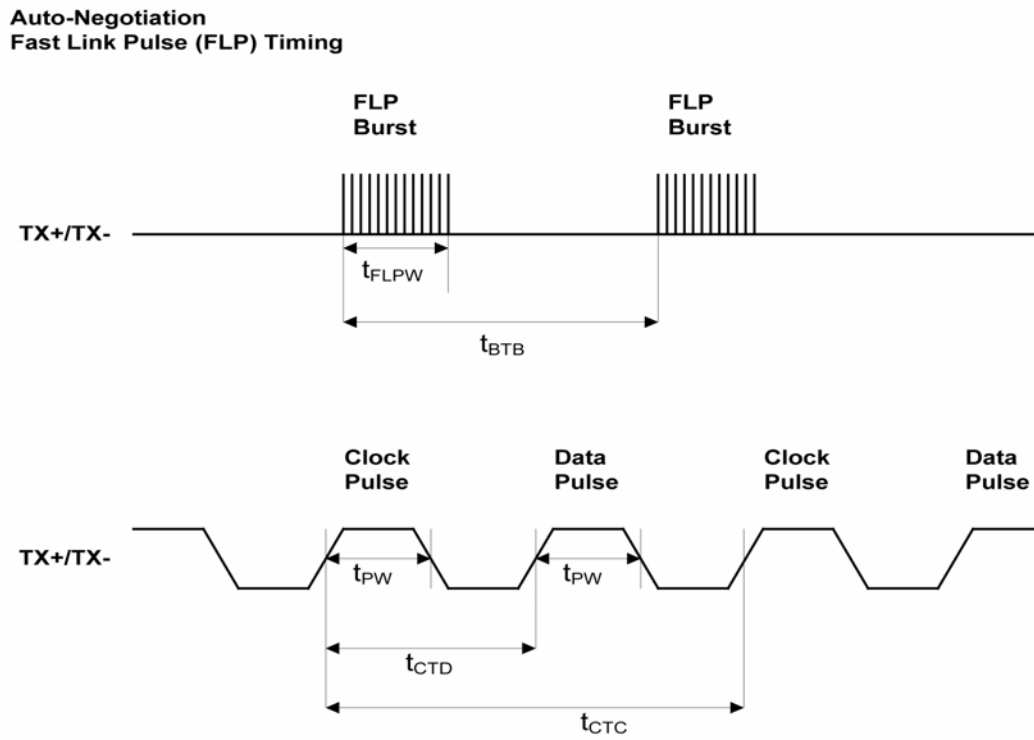 Auto-Negotiation
Fast Link Pulse (FLP) Timing
FLP
Burst
FLP
Burst
TX+/TX-
tFLPW
tBTB
Clock
Pulse
Data
Pulse
Clock
Pulse
Data
Pulse
TX+/TX-
tPW
tPW
tCTD
tCTC